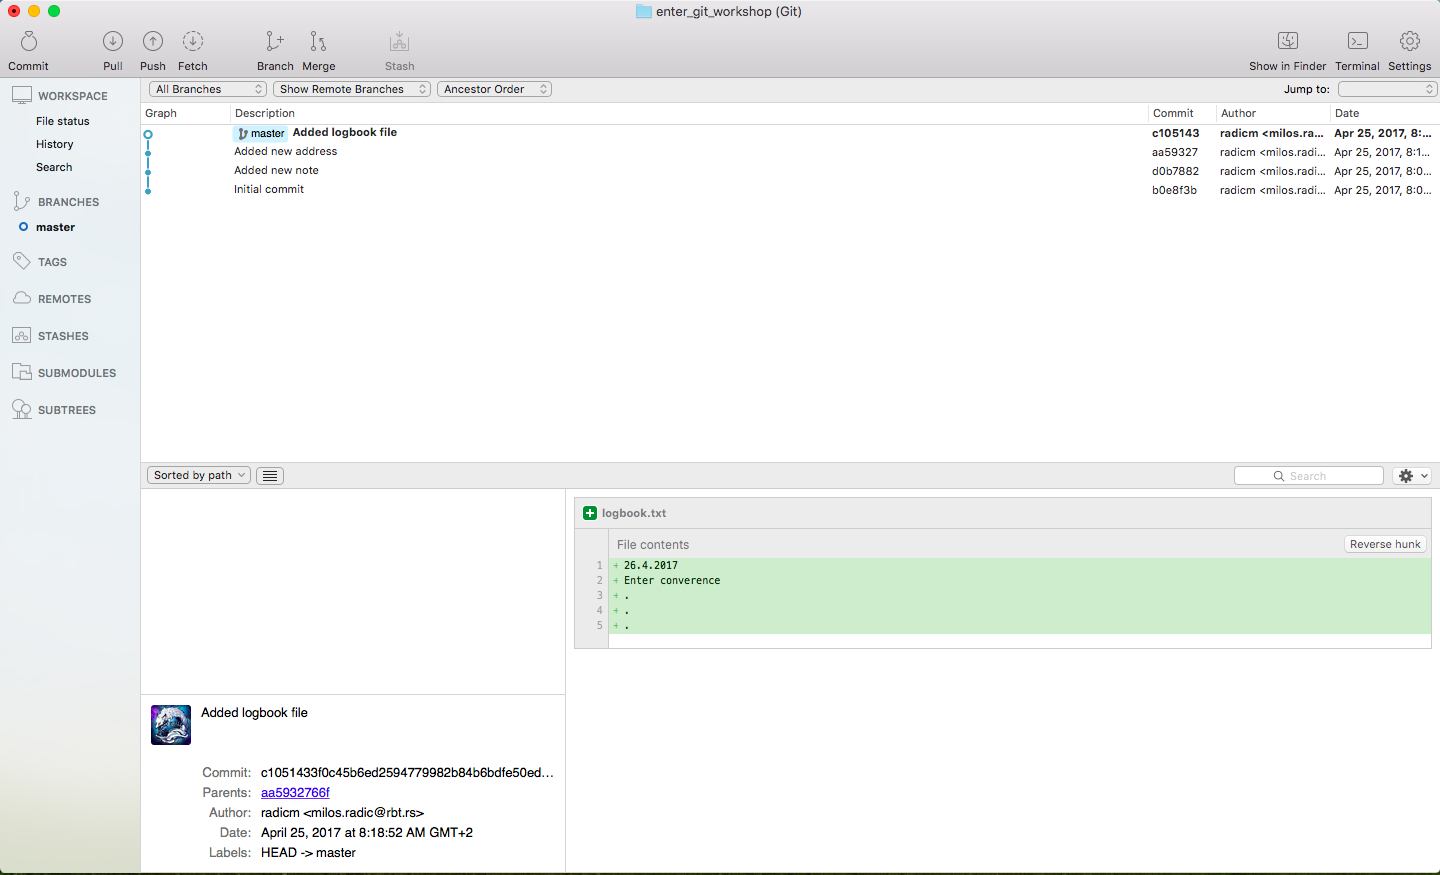 enter_git_workshop (Git)
Commit Pull Push Fetch Branch Merge Stash Show in Finder Terminal Settings
WORKSPACE
File status
History
Search
BRANCHES
master
TAGS
REMOTES
STASHES
SUBMODULES
SUBTREES
All Branches Show Remote Branches Ancestor Order Jump to:
Graph Description Commit Author Date
master Added logbook file c105143 radicm <milos.ra... Apr 25, 2017, 8:...
Added new address aa59327 radicm <milos.radi... Apr 25, 2017, 8:1...
Added new note d0b7882 radicm <milos.radi... Apr 25, 2017, 8:0...
Initial commit b0e8f3b radicm <milos.radi... Apr 25, 2017, 8:0...
Sorted by path Search
Added logbook file
Commit: c1051433f0c45b6ed2594779982b84b6bdfe50ed...
Parents: aa5932766f
Author: radicm <milos.radic@rbt.rs>
Date: April 25, 2017 at 8:18:52 AM GMT+2
Labels: HEAD -> master
logbook.txt
File contents Reverse hunk
1 + 26.4.2017
2 + Enter converence
3 + .
4 + .
5 + .